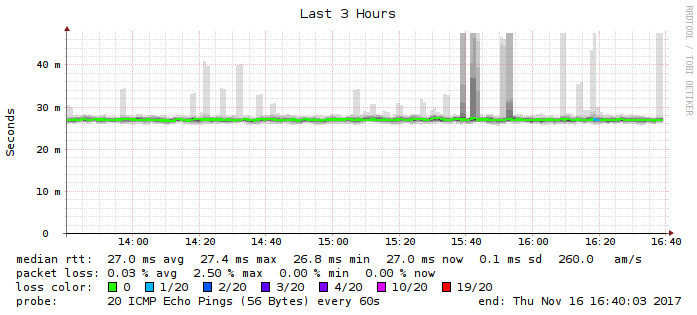 Last 3 Hours
RRDTOOL / TOBI OETIKER
Seconds
40 m
30 m
20 m
10 m
0
14:00 14:20 14:40 15:00 15:20 15:40 16:00 16:20 16:40
median rtt: 27.0 ms avg 27.4 ms max 26.8 ms min 27.0 ms now 0.1 ms sd 260.0 am/s
packet loss: 0.03 % avg 2.50 % max 0.00 % min 0.00 % now
loss color: 0 1/20 2/20 3/20 4/20 10/20 19/20
probe: 20 ICMP Echo Pings (56 Bytes) every 60s end: Thu Nov 16 16:40:03 2017